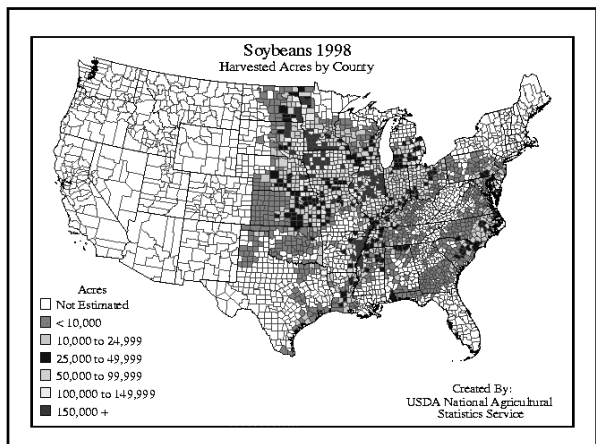 Soybeans 1998
Harvested Acres by County
Acres
Not Estimated
< 10,000
10,000 to 24,999
25,000 to 49,999
50,000 to 99,999
100,000 to 149,999
150,000 +
Created By:
USDA National Agricultural
Statistics Service